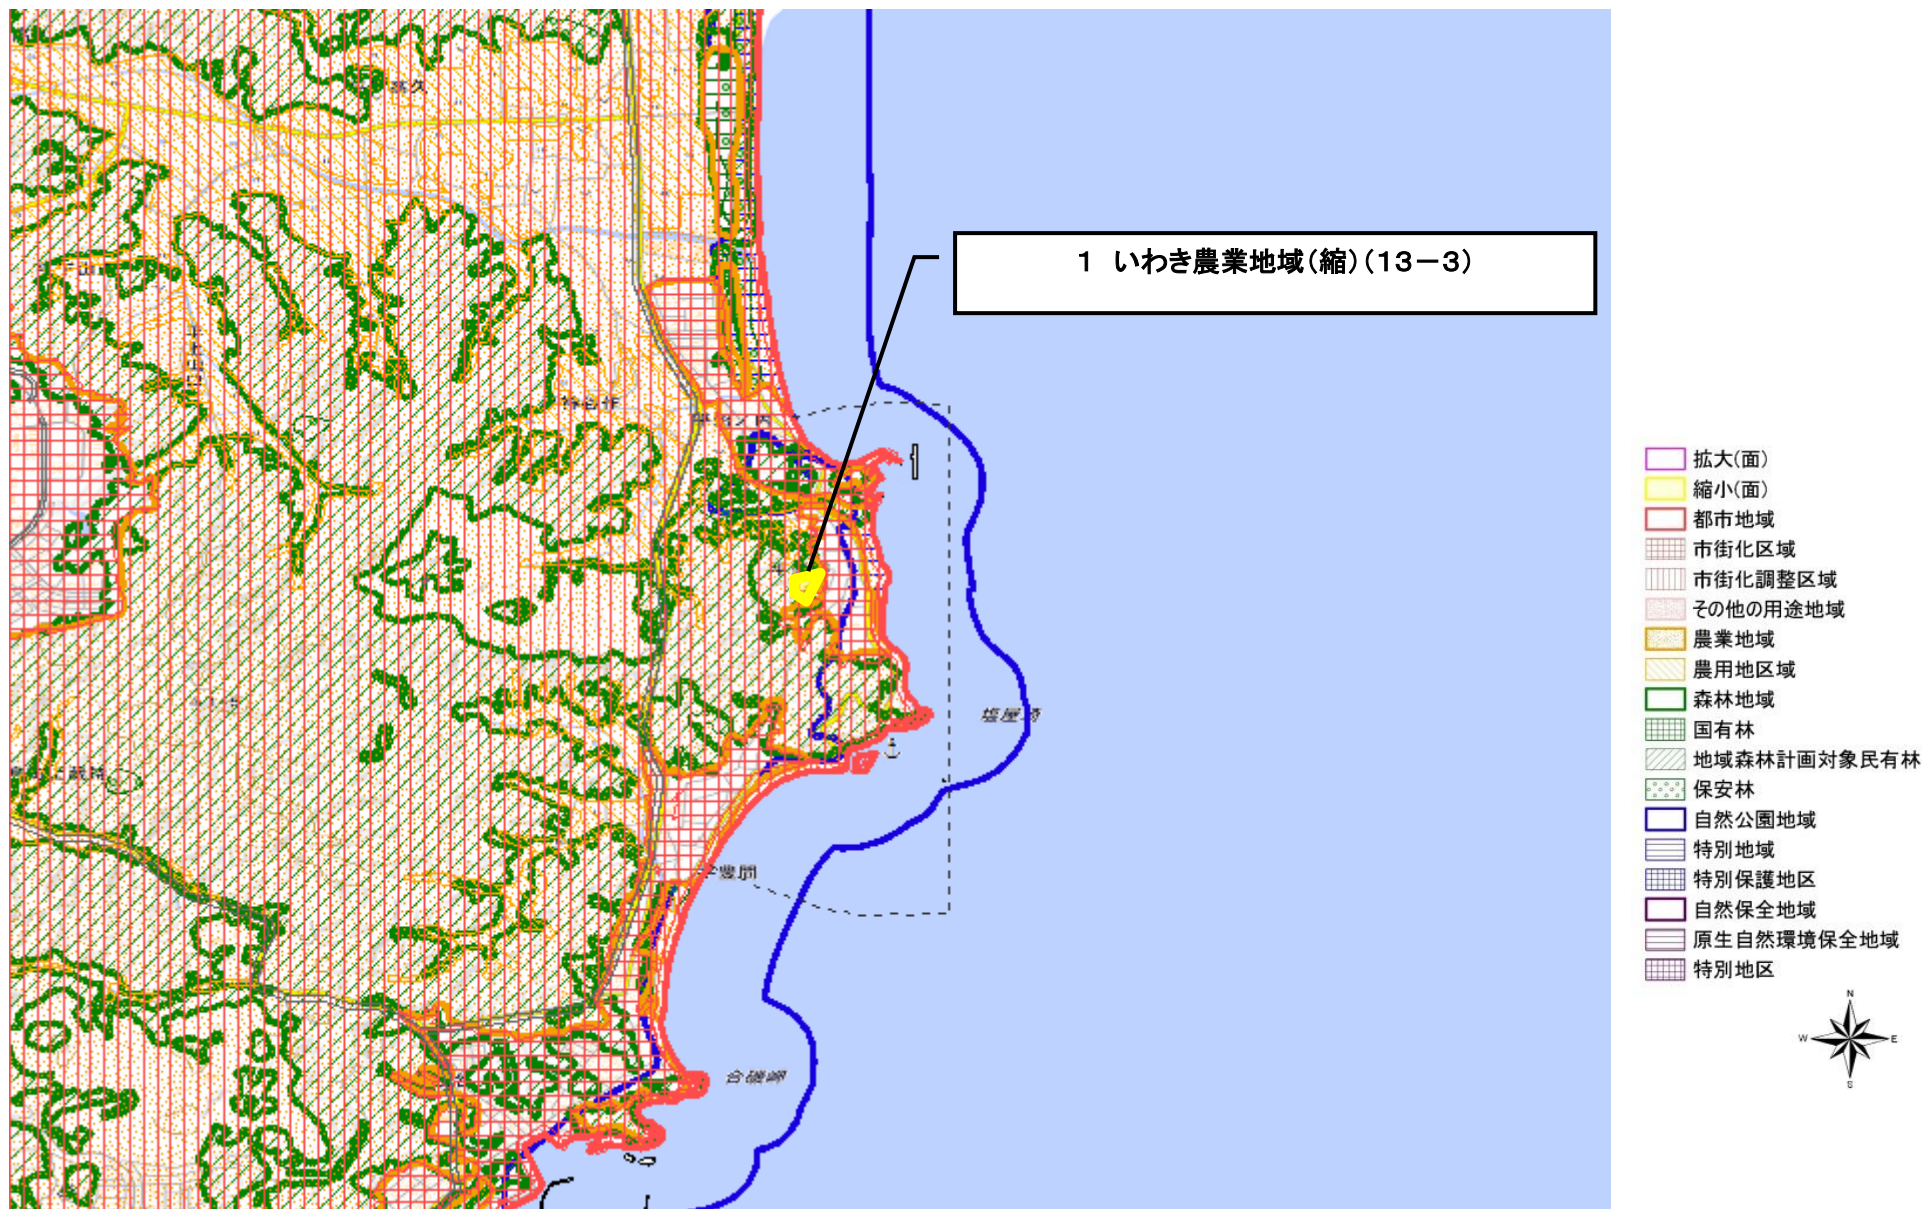 高久
1 いわき農業地域(縮)(13-3)
神谷作
塩屋埼
豊間
合磯岬
拡大(面)
縮小(面)
都市地域
市街化区域
市街化調整区域
その他の用途地域
農業地域
農用地区域
森林地域
国有林
地域森林計画対象民有林
保安林
自然公園地域
特別地域
特別保護地区
自然保全地域
原生自然環境保全地域
特別地区
N
W
E
S